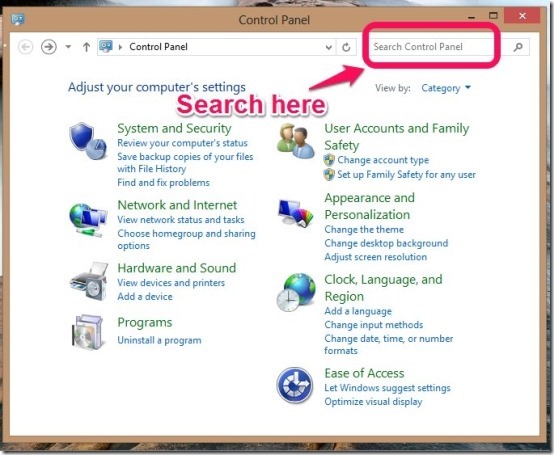 Control Panel
Control Panel
Search Control Panel
Adjust your computer's settings
View by: Category
Search here
System and Security
Review your computer's status
Save backup copies of your files
with File History
Find and fix problems
Network and Internet
View network status and tasks
Choose homegroup and sharing
options
Hardware and Sound
View devices and printers
Add a device
Programs
Uninstall a program
User Accounts and Family
Safety
Change account type
Set up Family Safety for any user
Appearance and
Personalization
Change the theme
Change desktop background
Adjust screen resolution
Clock, Language, and
Region
Add a language
Change input methods
Change date, time, or number
formats
Ease of Access
Let Windows suggest settings
Optimize visual display